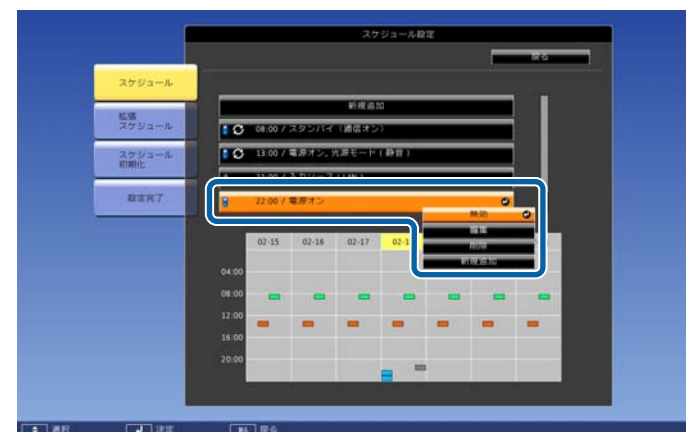 スケジュール設定
戻る
スケジュール
拡張
スケジュール
スケジュール
初期化
設定完了
新規追加
08:00 / スタンバイ（通信オン）
13:00 / 電源オン, 光源モード ( 静音 )
22:00 / 電源オン
無効
編集
削除
新規追加
02-15 02-16 02-17
04:00
08:00
12:00
16:00
20:00
選択 決定 戻る